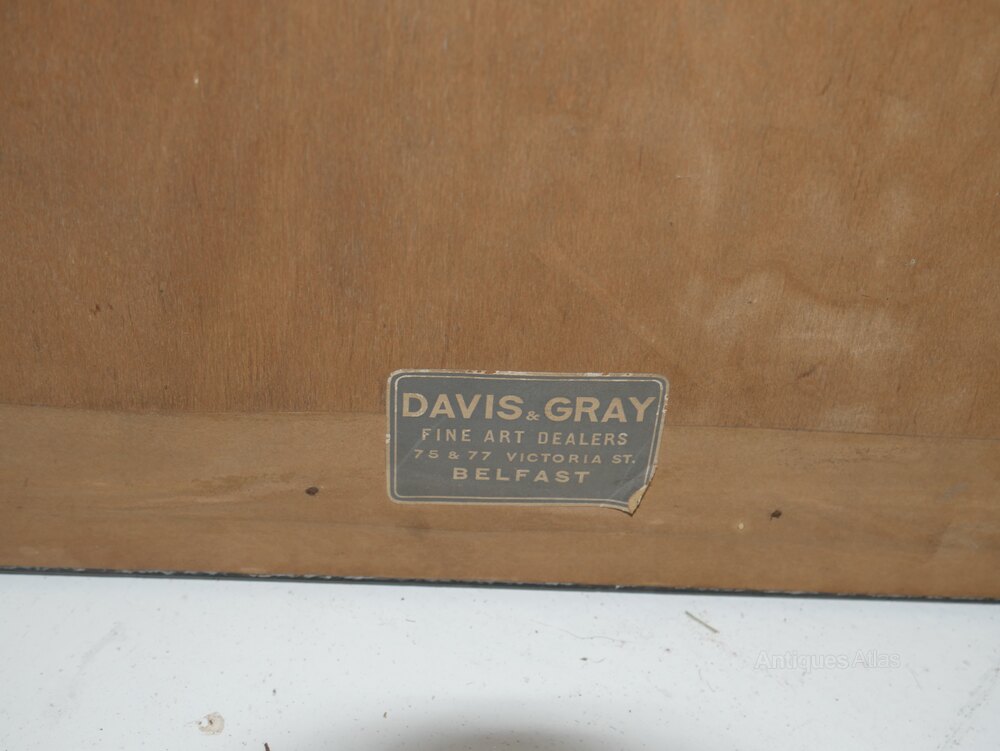 DAVIS & GRAY
FINE ART DEALERS
75 & 77 VICTORIA ST.
BELFAST
Antiques Atlas